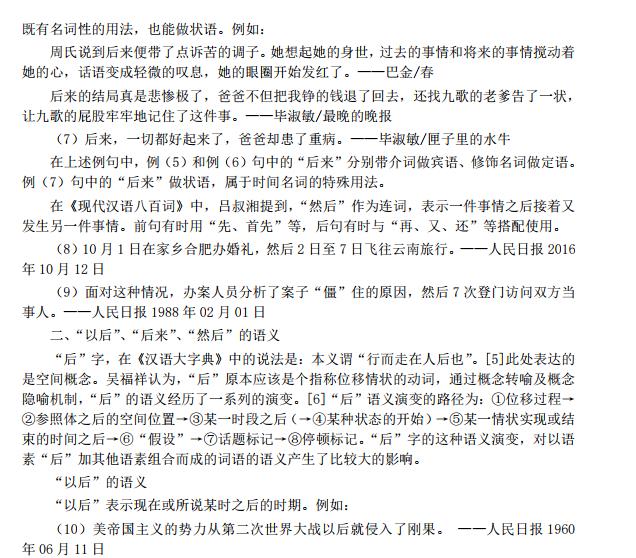 既有名词性的用法，也能做状语。例如：
周氏说到后来便带了点诉苦的调子。她想起她的身世，过去的事情和将来的事情搅动着
她的心，话语变成轻微的叹息，她的眼圈开始发红了。——巴金/春
后来的结局真是悲惨极了，爸爸不但把我铮的钱退了回去，还找九歌的老爹告了一状，
让九歌的屁股牢牢地记住了这件事。——毕淑敏/最晚的晚报
（7）后来，一切都好起来了，爸爸却患了重病。——毕淑敏/匣子里的水牛
在上述例句中，例（5）和例（6）句中的“后来”分别带介词做宾语、修饰名词做定语。
例（7）句中的“后来”做状语，属于时间名词的特殊用法。
在《现代汉语八百词》中，吕叔湘提到，“然后”作为连词，表示一件事情之后接着又
发生另一件事情。前句有时用“先、首先”等，后句有时与“再、又、还”等搭配使用。
（8）10 月 1 日在家乡合肥办婚礼，然后 2 日至 7 日飞往云南旅行。——人民日报 2016
年 10 月 12 日
（9）面对这种情况，办案人员分析了案子“僵”住的原因，然后 7 次登门访问双方当
事人。——人民日报 1988 年 02 月 01 日
二、“以后”、“后来”、“然后”的语义
“后”字，在《汉语大字典》中的说法是：本义谓“行而走在人后也”。[5]此处表达的
是空间概念。吴福祥认为，“后”原本应该是个指称位移情状的动词，通过概念转喻及概念
隐喻机制，“后”的语义经历了一系列的演变。[6]“后”语义演变的路径为：①位移过程→
②参照体之后的空间位置→③某一时段之后(→④某种状态的开始)→⑤某一情状实现或结
束的时间之后→⑥“假设”→⑦话题标记→⑧停顿标记。“后”字的这种语义演变，对以语
素“后”加其他语素组合而成的词语的语义产生了比较大的影响。
“以后”的语义
“以后”表示现在或所说某时之后的时期。例如：
（10）美帝国主义的势力从第二次世界大战以后就侵入了刚果。 ——人民日报 1960
年 06 月 11 日